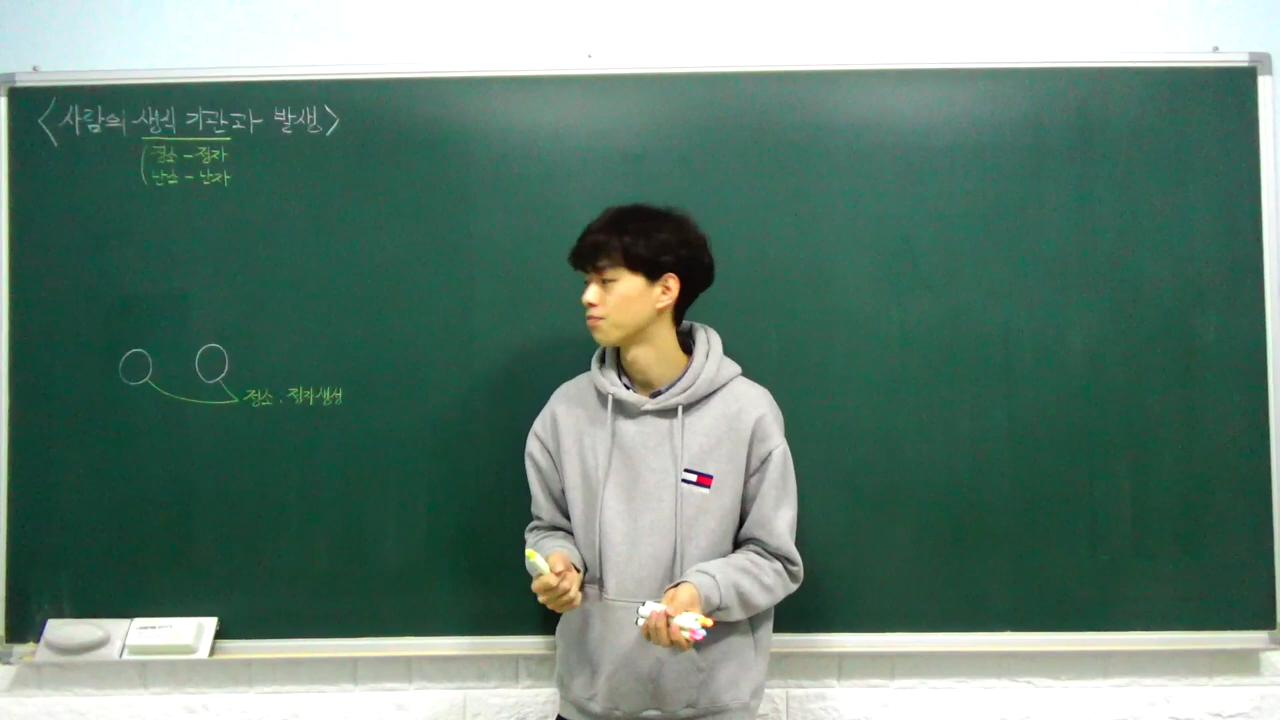 <사람의 생식 기관과 발생>
정소 - 정자
난소 - 난자
정소. 정자 생성